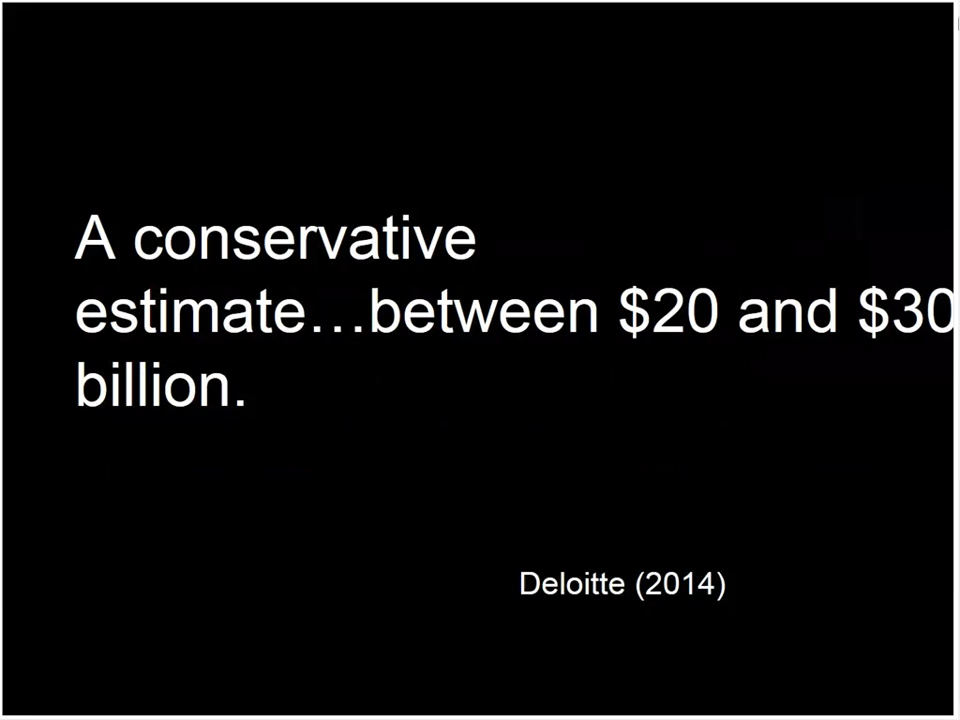 A conservative
estimate…between $20 and $30
billion.
Deloitte (2014)